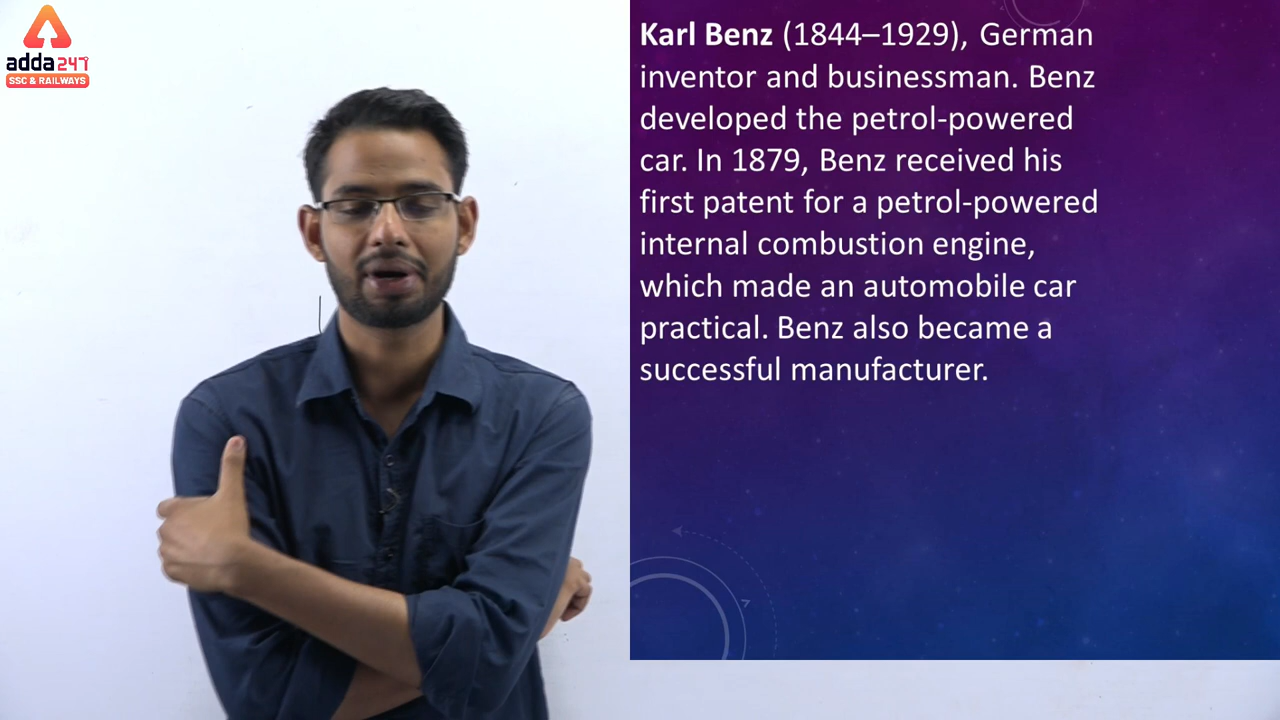 adda247
SSC & RAILWAYS
Karl Benz (1844–1929), German
inventor and businessman. Benz
developed the petrol-powered
car. In 1879, Benz received his
first patent for a petrol-powered
internal combustion engine,
which made an automobile car
practical. Benz also became a
successful manufacturer.